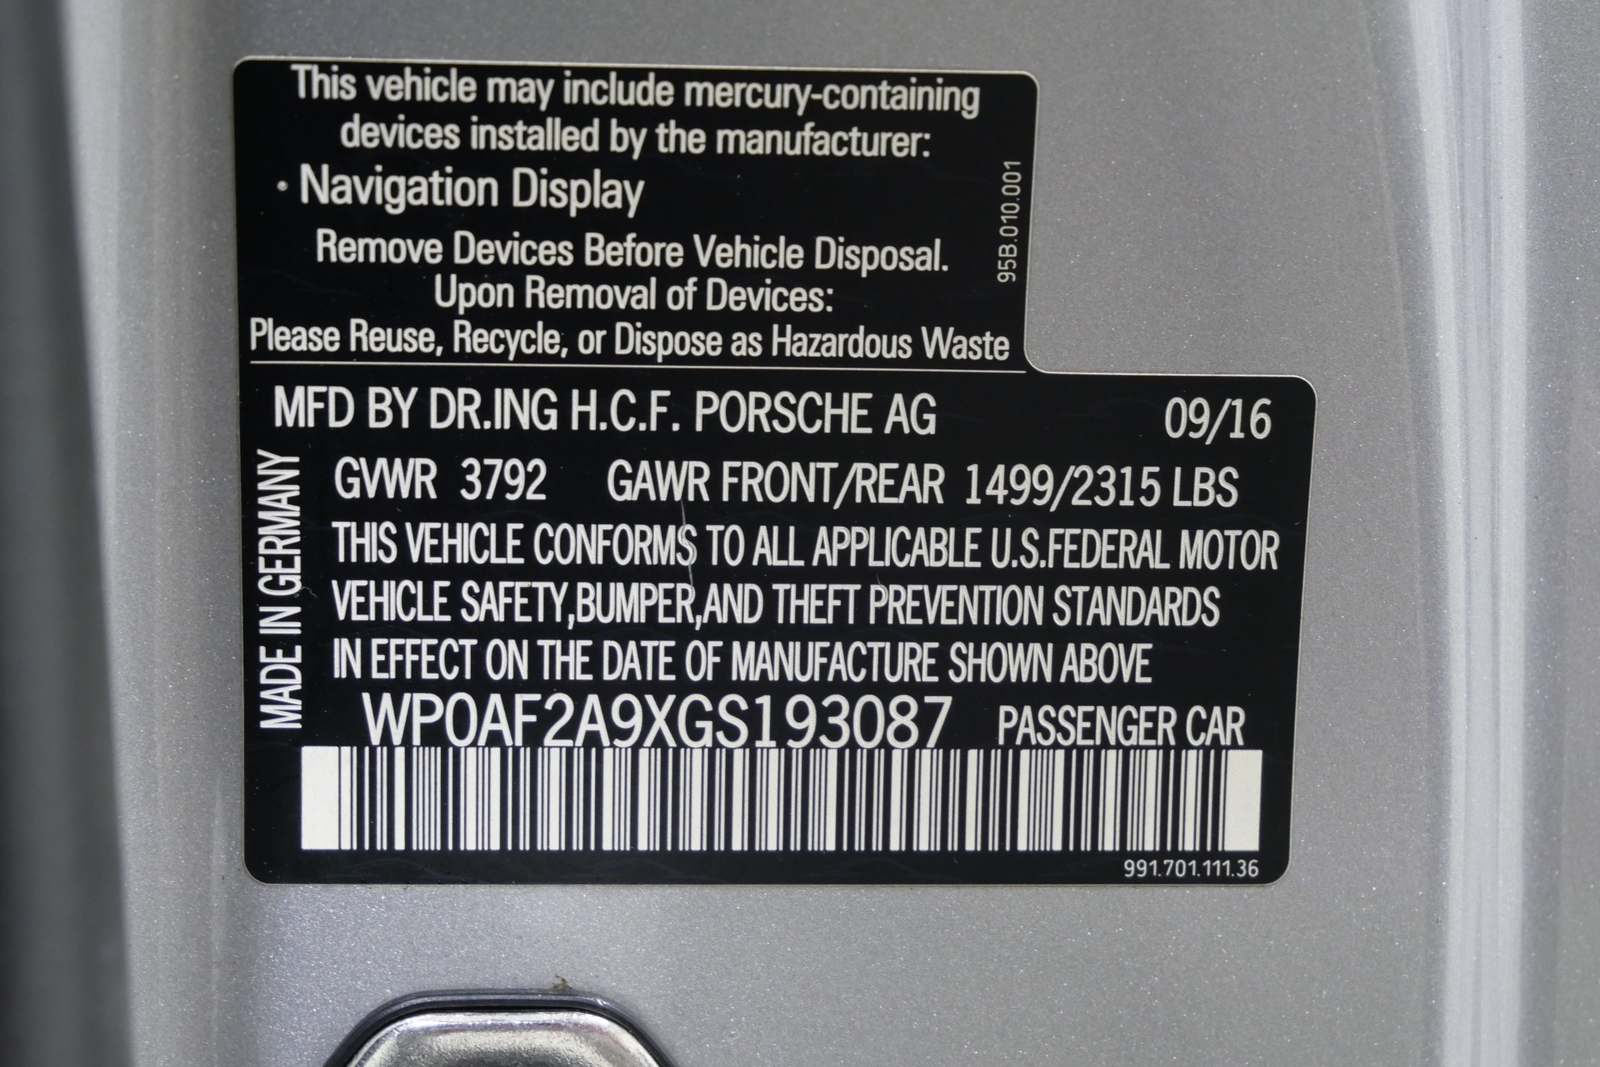 This vehicle may include mercury-containing
devices installed by the manufacturer:
· Navigation Display
Remove Devices Before Vehicle Disposal.
Upon Removal of Devices:
Please Reuse, Recycle, or Dispose as Hazardous Waste
95B.010.001
MFD BY DR.ING H.C.F. PORSCHE AG 09/16
GVWR 3792 GAWR FRONT/REAR 1499/2315 LBS
THIS VEHICLE CONFORMS TO ALL APPLICABLE U.S.FEDERAL MOTOR
VEHICLE SAFETY,BUMPER,AND THEFT PREVENTION STANDARDS
IN EFFECT ON THE DATE OF MANUFACTURE SHOWN ABOVE
MADE IN GERMANY
WP0AF2A9XGS193087 PASSENGER CAR
991.701.111.36